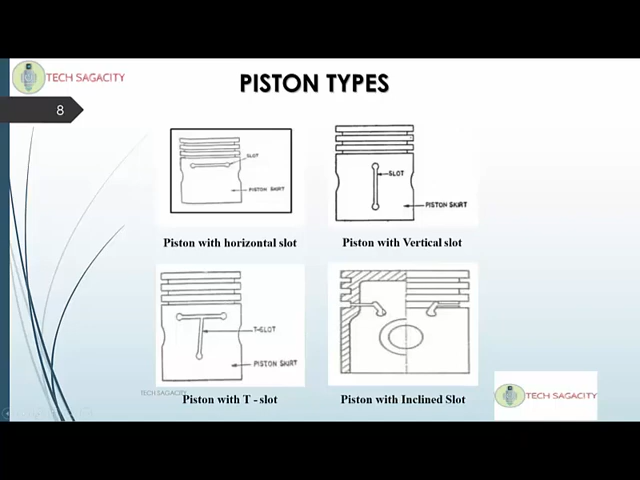 TECH SAGACITY
PISTON TYPES
8
SLOT
PISTON SKIRT
SLOT
PISTON SKIRT
Piston with horizontal slot
Piston with Vertical slot
T-SLOT
PISTON SKIRT
TECH SAGACITY
Piston with T - slot
Piston with Inclined Slot
TECH SAGACITY